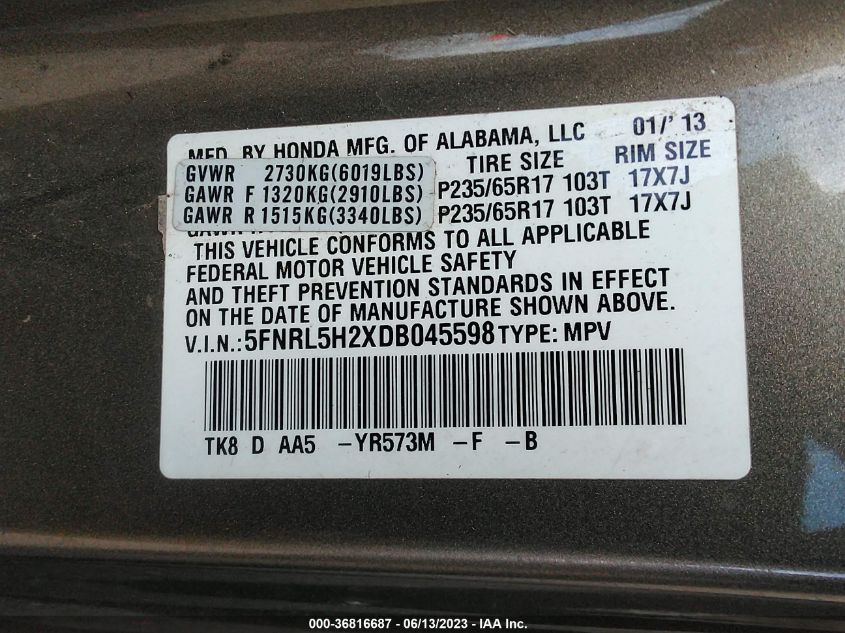 MFD. BY HONDA MFG. OF ALABAMA, LLC 01/' 13
TIRE SIZE RIM SIZE
GVWR 2730KG(6019LBS)
GAWR F 1320KG(2910LBS) P235/65R17 103T 17X7J
GAWR R 1515KG(3340LBS) P235/65R17 103T 17X7J
THIS VEHICLE CONFORMS TO ALL APPLICABLE
FEDERAL MOTOR VEHICLE SAFETY
AND THEFT PREVENTION STANDARDS IN EFFECT
ON THE DATE OF MANUFACTURE SHOWN ABOVE.
V.I.N.:5FNRL5H2XDB045598 TYPE: MPV
TK8 D AA5 -YR573M -F -B
000-36816687 - 06/13/2023 - IAA Inc.